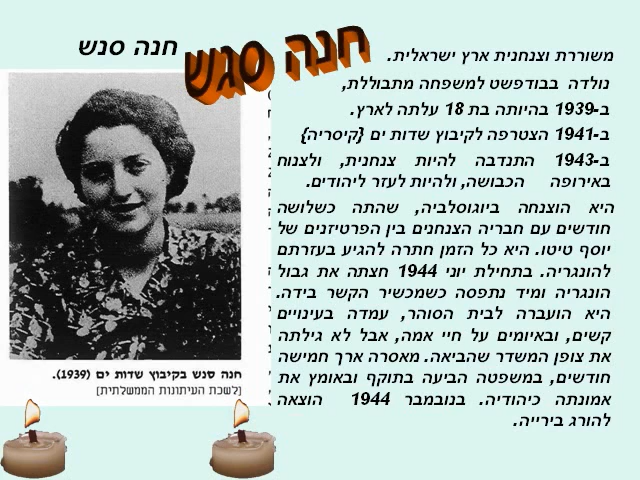 חנה סנש
חנה סגש
משוררת וצנחנית ארץ ישראלית.
נולדה בבודפשט למשפחה מתבוללת,
ב-1939 בהיותה בת 18 עלתה לארץ.
ב-1941 הצטרפה לקיבוץ שדות ים {קיסריה}
ב-1943 התנדבה להיות צנחנית, ולצנוח
באירופה הכבושה, ולהיות לעזר ליהודים.
היא הוצנחה ביוגוסלביה, שהתה כשלושה
חודשים עם חבריה הצנחנים בין הפרטיזנים של
יוסף טיטו. היא כל הזמן חתרה להגיע בעזרתם
להונגריה. בתחילת יוני 1944 חצתה את גבול
הונגריה ומיד נתפסה כשמכשיר הקשר בידה.
היא הועברה לבית הסוהר, עמדה בעינויים
קשים, ובאיומים על חיי אמה, אבל לא גילתה
את צופן המשדר שהביאה. מאסרה ארך חמישה
חודשים, במשפטה הביעה בתוקף ובאומץ את
אמונתה כיהודיה. בנובמבר 1944 הוצאה
להורג בירייה.
חנה סנש בקיבוץ שדות ים (1939).
[לשכת העיתונות הממשלתית]